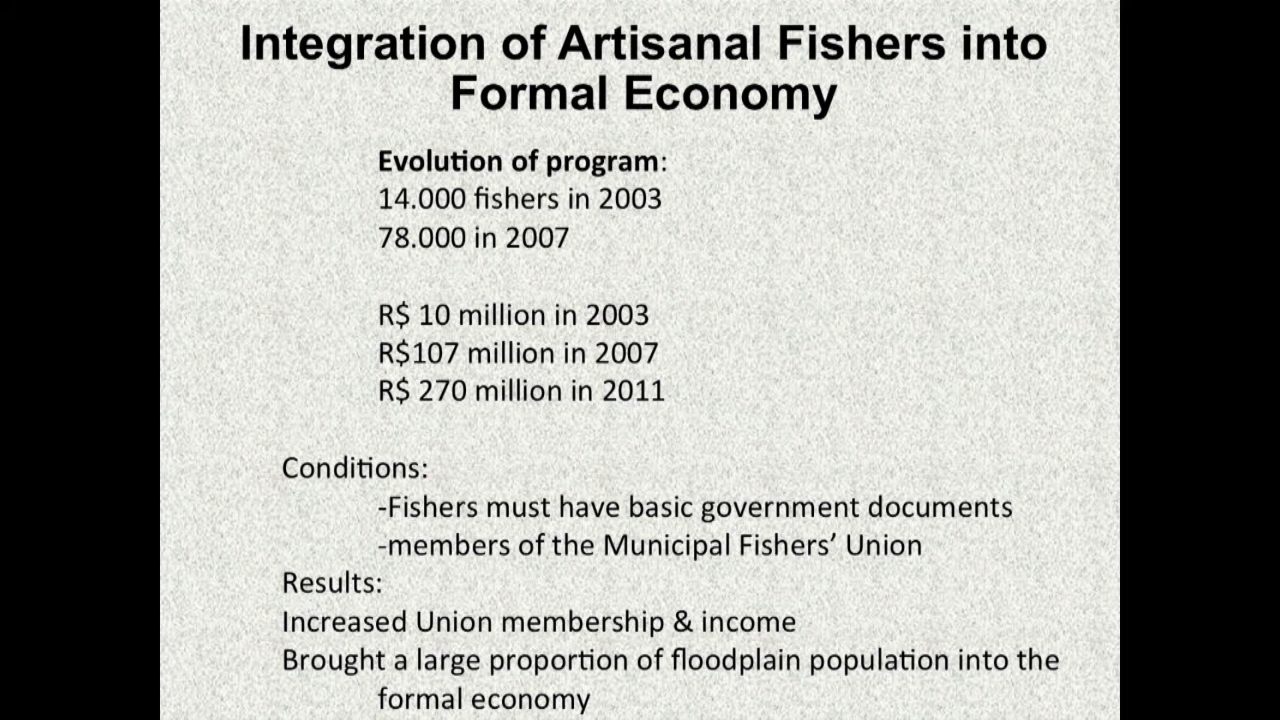 Integration of Artisanal Fishers into
Formal Economy
Evolution of program:
14.000 fishers in 2003
78.000 in 2007
R$ 10 million in 2003
R$107 million in 2007
R$ 270 million in 2011
Conditions:
-Fishers must have basic government documents
-members of the Municipal Fishers’ Union
Results:
Increased Union membership & income
Brought a large proportion of floodplain population into the
formal economy